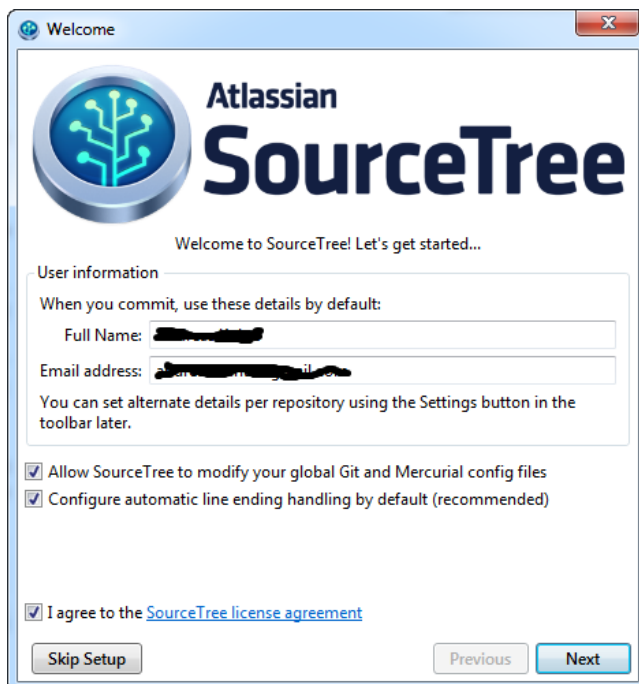 Welcome
Atlassian
SourceTree
Welcome to SourceTree! Let's get started...
User information
When you commit, use these details by default:
Full Name:
Email address:
You can set alternate details per repository using the Settings button in the
toolbar later.
Allow SourceTree to modify your global Git and Mercurial config files
Configure automatic line ending handling by default (recommended)
I agree to the SourceTree license agreement
Skip Setup Previous Next